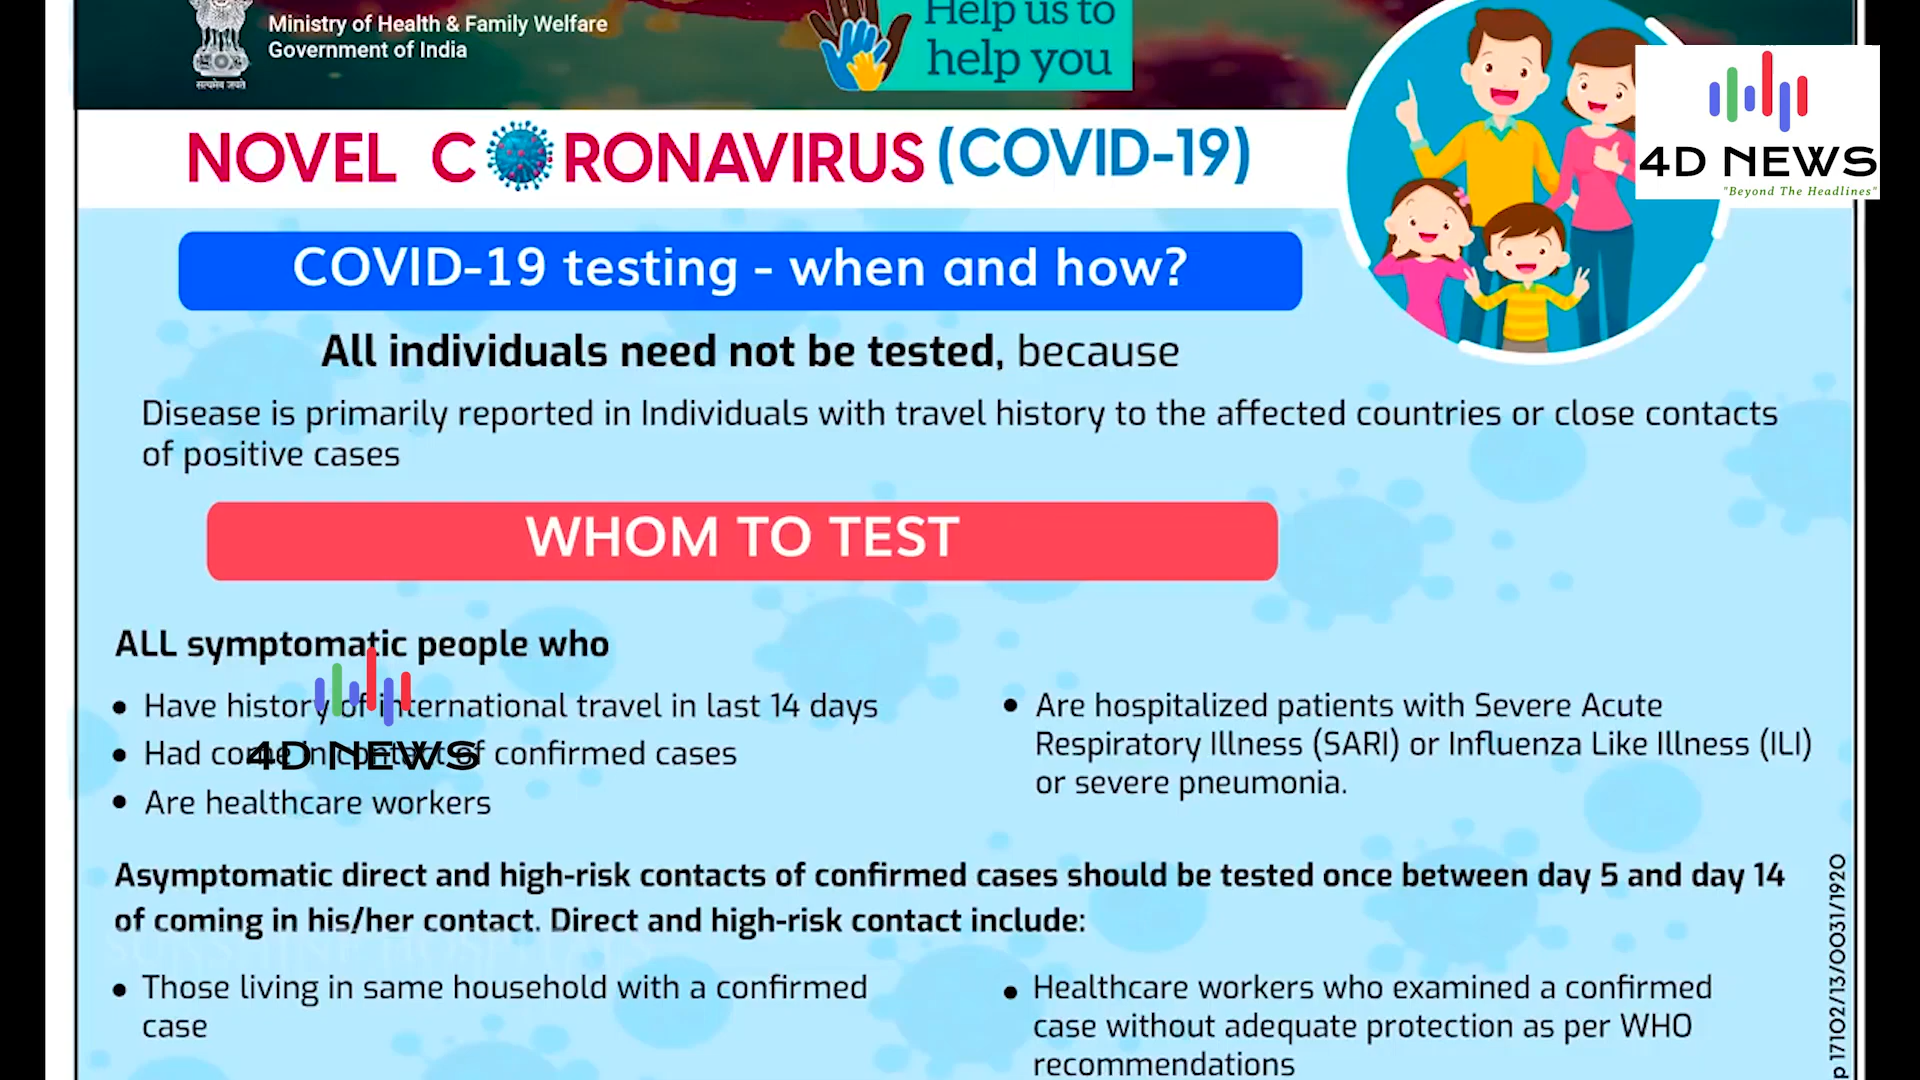 Ministry of Health & Family Welfare
Government of India
सत्यमेव जयते
Help us to
help you
4D NEWS
"Beyond The Headlines"
NOVEL CORONAVIRUS (COVID-19)
COVID-19 testing - when and how?
All individuals need not be tested, because
Disease is primarily reported in Individuals with travel history to the affected countries or close contacts
of positive cases
WHOM TO TEST
ALL symptomatic people who
• Have history of international travel in last 14 days
• Had come in contact of confirmed cases
• Are healthcare workers
4D NEWS
• Are hospitalized patients with Severe Acute
Respiratory Illness (SARI) or Influenza Like Illness (ILI)
or severe pneumonia.
Asymptomatic direct and high-risk contacts of confirmed cases should be tested once between day 5 and day 14
of coming in his/her contact. Direct and high-risk contact include:
• Those living in same household with a confirmed
case
• Healthcare workers who examined a confirmed
case without adequate protection as per WHO
recommendations
p 17102/13/0031/1920